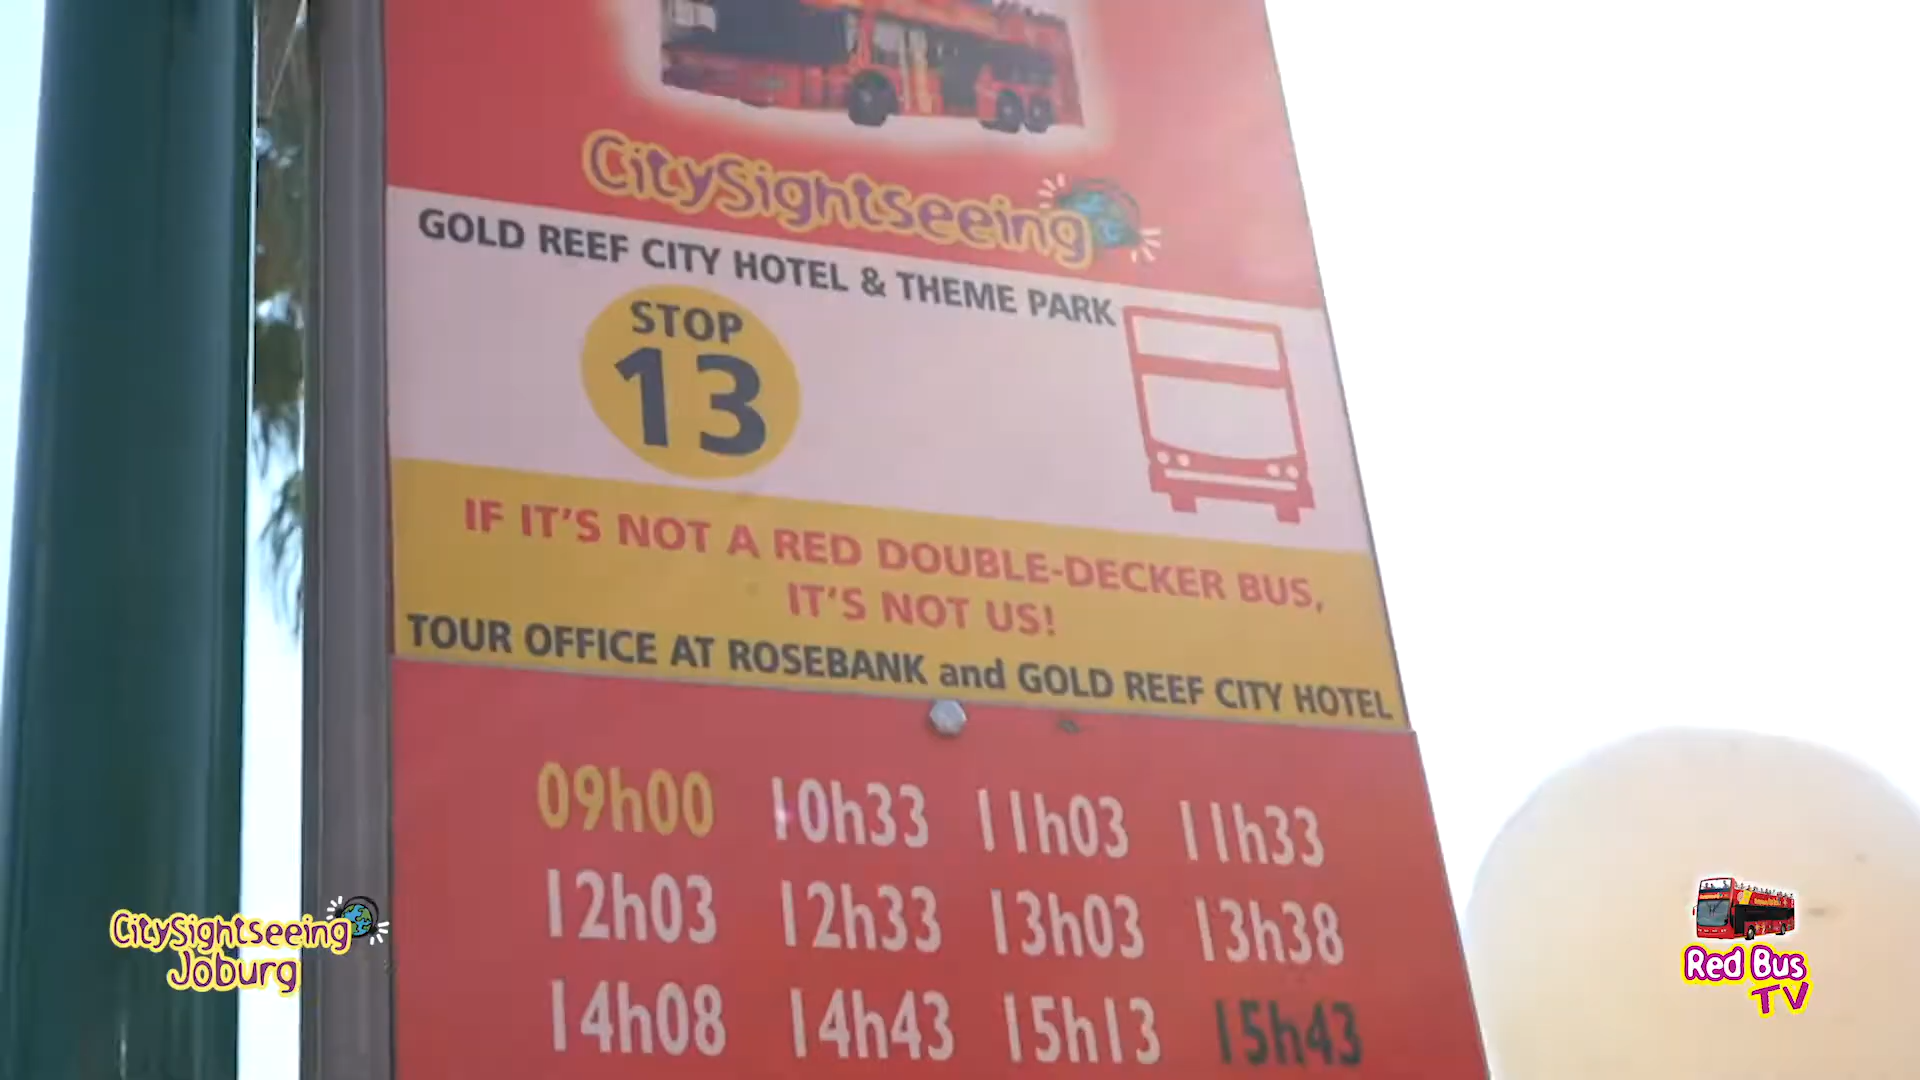 CitySightseeing
GOLD REEF CITY HOTEL & THEME PARK
STOP
13
IF IT'S NOT A RED DOUBLE-DECKER BUS,
IT'S NOT US!
TOUR OFFICE AT ROSEBANK and GOLD REEF CITY HOTEL
09h00 10h33 11h03 11h33
12h03 12h33 13h03 13h38
14h08 14h43 15h13 15h43
CitySightseeing
Joburg
Red Bus
TV